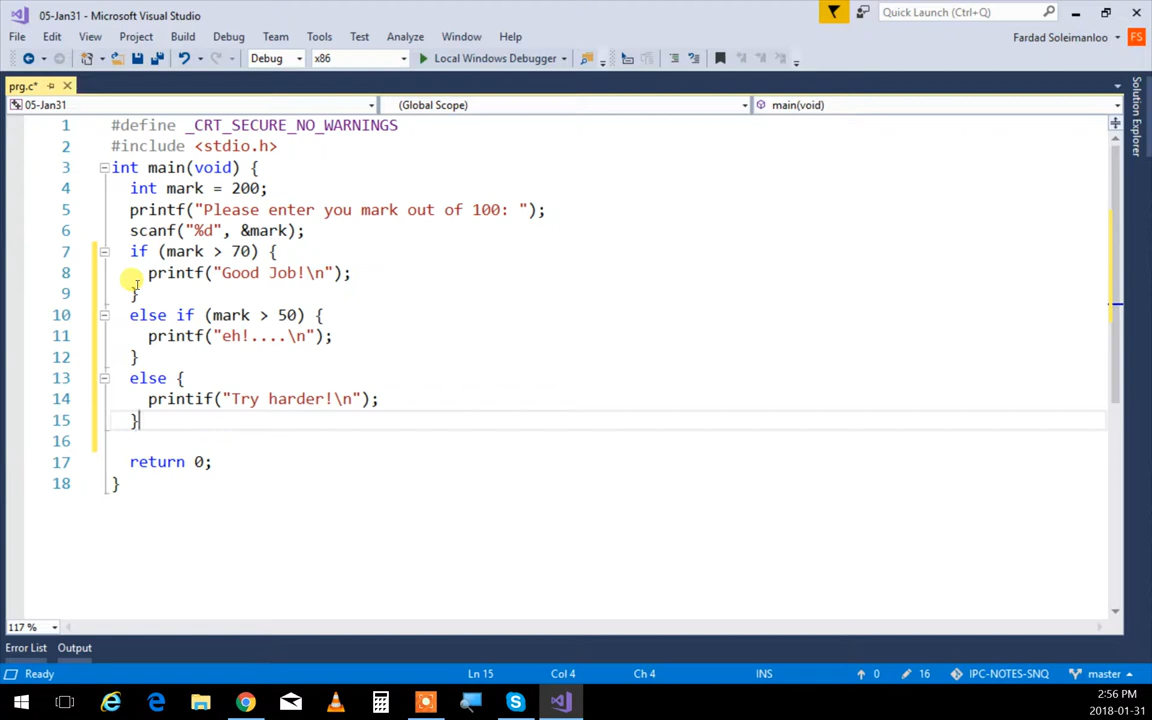 05-Jan31 - Microsoft Visual Studio
Quick Launch (Ctrl+Q)
File Edit View Project Build Debug Team Tools Test Analyze Window Help
Fardad Soleimanloo FS
Debug x86 Local Windows Debugger
prg.c*
05-Jan31 (Global Scope) main(void)
1 #define _CRT_SECURE_NO_WARNINGS
2 #include <stdio.h>
3 int main(void) {
4 int mark = 200;
5 printf("Please enter you mark out of 100: ");
6 scanf("%d", &mark);
7 if (mark > 70) {
8 printf("Good Job!\n");
9 }
10 else if (mark > 50) {
11 printf("eh!....\n");
12 }
13 else {
14 printif("Try harder!\n");
15 }
16
17 return 0;
18 }
Solution Explorer
117 %
Error List Output
Ready Ln 15 Col 4 Ch 4 INS 0 16 IPC-NOTES-SNQ master
2:56 PM
2018-01-31